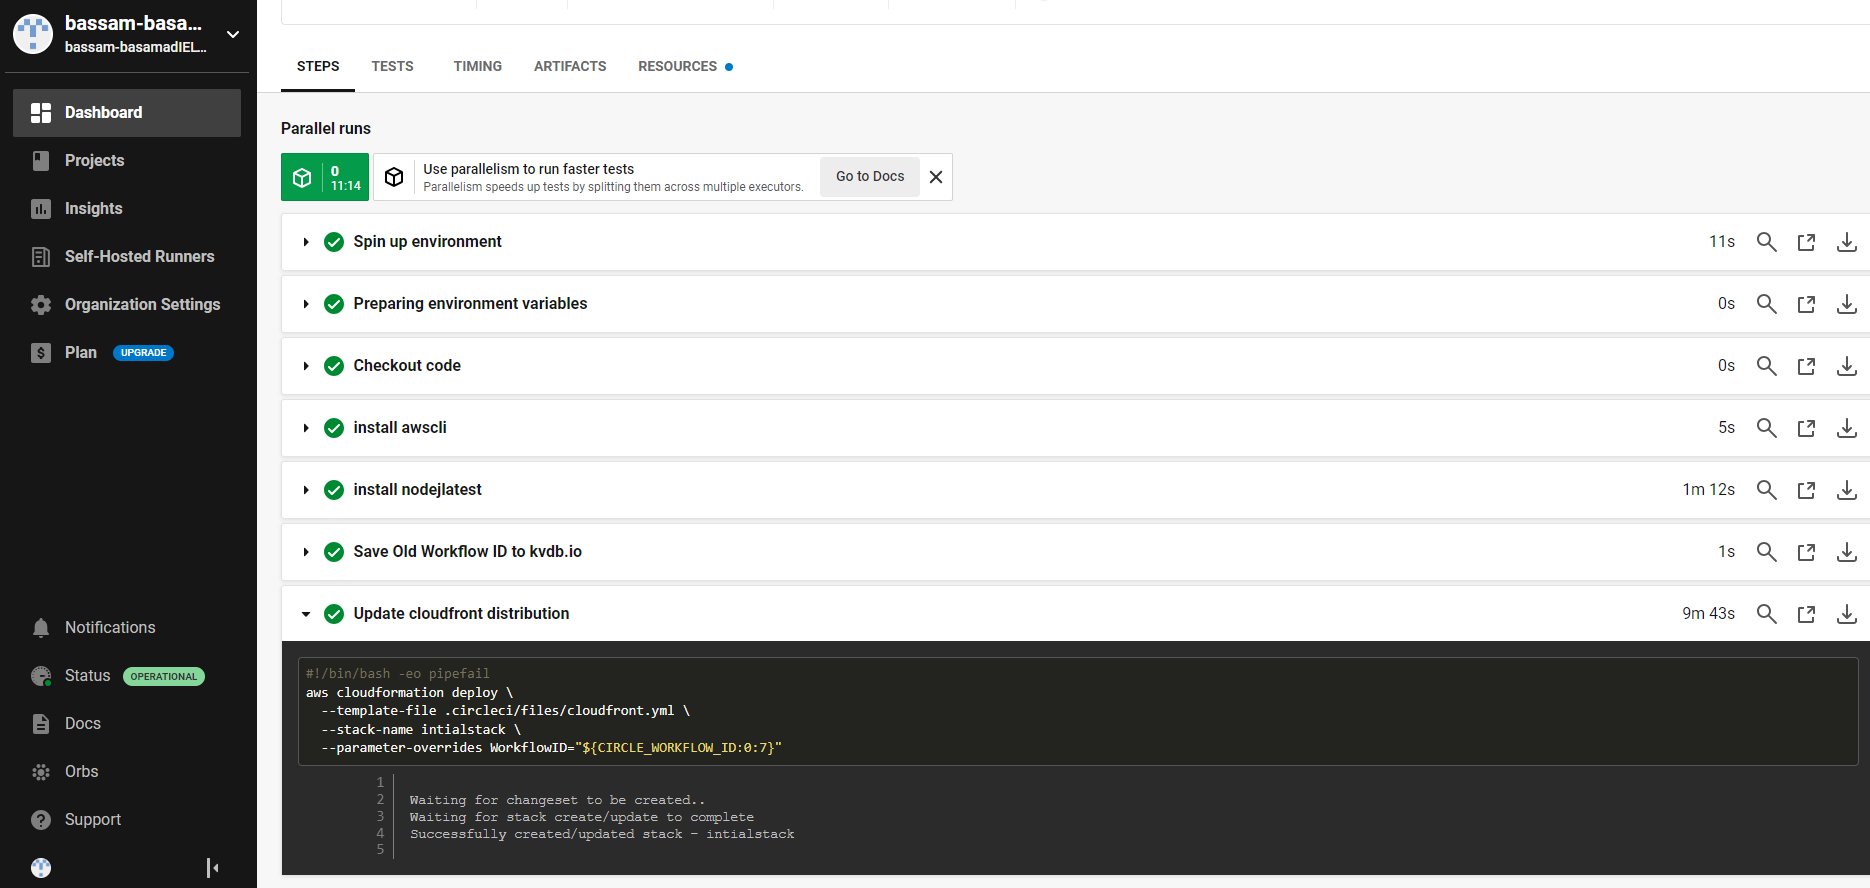 bassam-basa...
bassam-basamadIEL...
Dashboard
Projects
Insights
Self-Hosted Runners
Organization Settings
Plan UPGRADE
Notifications
Status OPERATIONAL
Docs
Orbs
Support
STEPS TESTS TIMING ARTIFACTS RESOURCES
Parallel runs
0
11:14
Use parallelism to run faster tests
Parallelism speeds up tests by splitting them across multiple executors.
Go to Docs
Spin up environment 11s
Preparing environment variables 0s
Checkout code 0s
install awscli 5s
install nodejlatest 1m 12s
Save Old Workflow ID to kvdb.io 1s
Update cloudfront distribution 9m 43s
#!/bin/bash -eo pipefail
aws cloudformation deploy \
--template-file .circleci/files/cloudfront.yml \
--stack-name intialstack \
--parameter-overrides WorkflowID="${CIRCLE_WORKFLOW_ID:0:7}"
1
2 Waiting for changeset to be created..
3 Waiting for stack create/update to complete
4 Successfully created/updated stack - intialstack
5